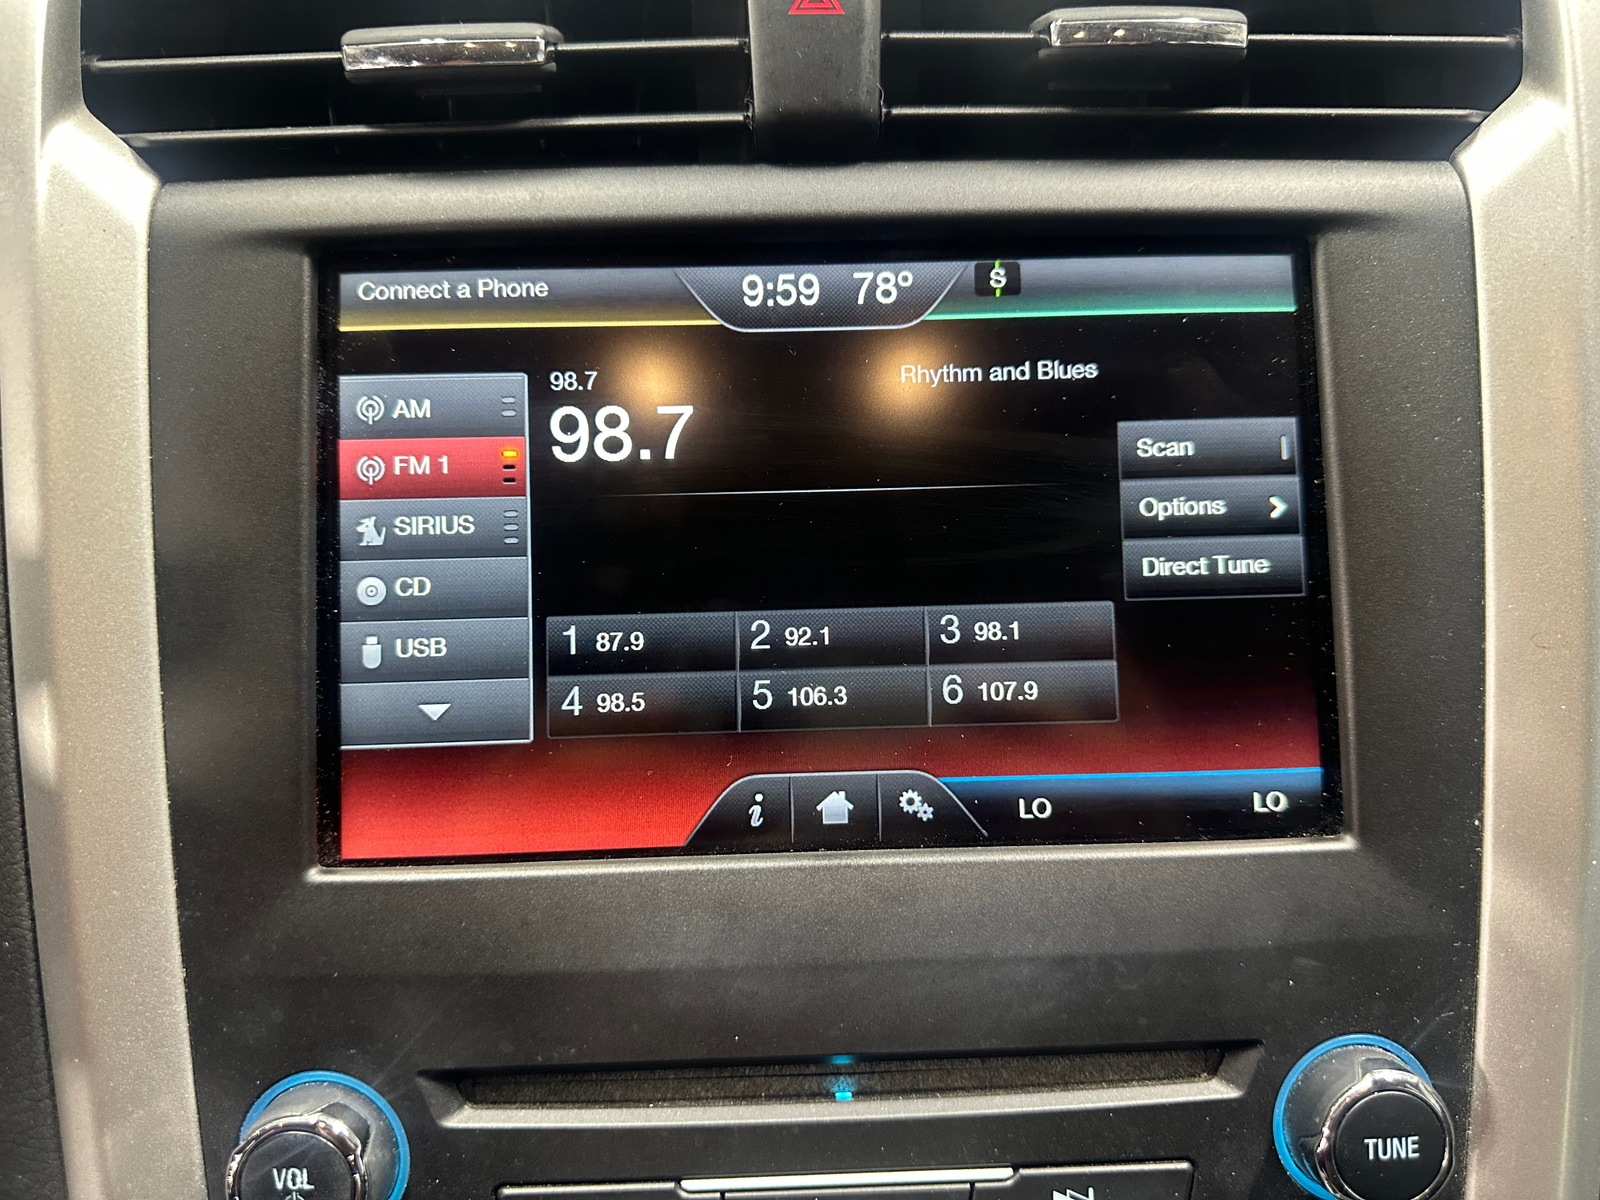 Connect a Phone
9:59 78°
S
AM
FM 1
SIRIUS
CD
USB
98.7
98.7
Rhythm and Blues
Scan
Options
Direct Tune
1 87.9
2 92.1
3 98.1
4 98.5
5 106.3
6 107.9
i
LO
LO
VOL
TUNE